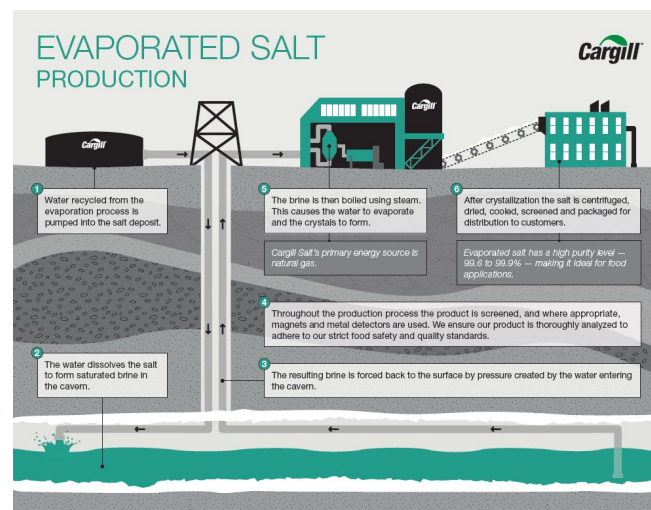 EVAPORATED SALT
PRODUCTION
Cargill
Cargill
Cargill
1
Water recycled from the
evaporation process is
pumped into the salt deposit.
5
The brine is then boiled using steam.
This causes the water to evaporate
and the crystals to form.
Cargill Salt's primary energy source is
natural gas.
6
After crystallization the salt is centrifuged,
dried, cooled, screened and packaged for
distribution to customers.
Evaporated salt has a high purity level —
99.6 to 99.9% — making it ideal for food
applications.
4
Throughout the production process the product is screened, and where appropriate,
magnets and metal detectors are used. We ensure our product is thoroughly analyzed to
adhere to our strict food safety and quality standards.
2
The water dissolves the salt
to form saturated brine in
the cavern.
3
The resulting brine is forced back to the surface by pressure created by the water entering
the cavern.